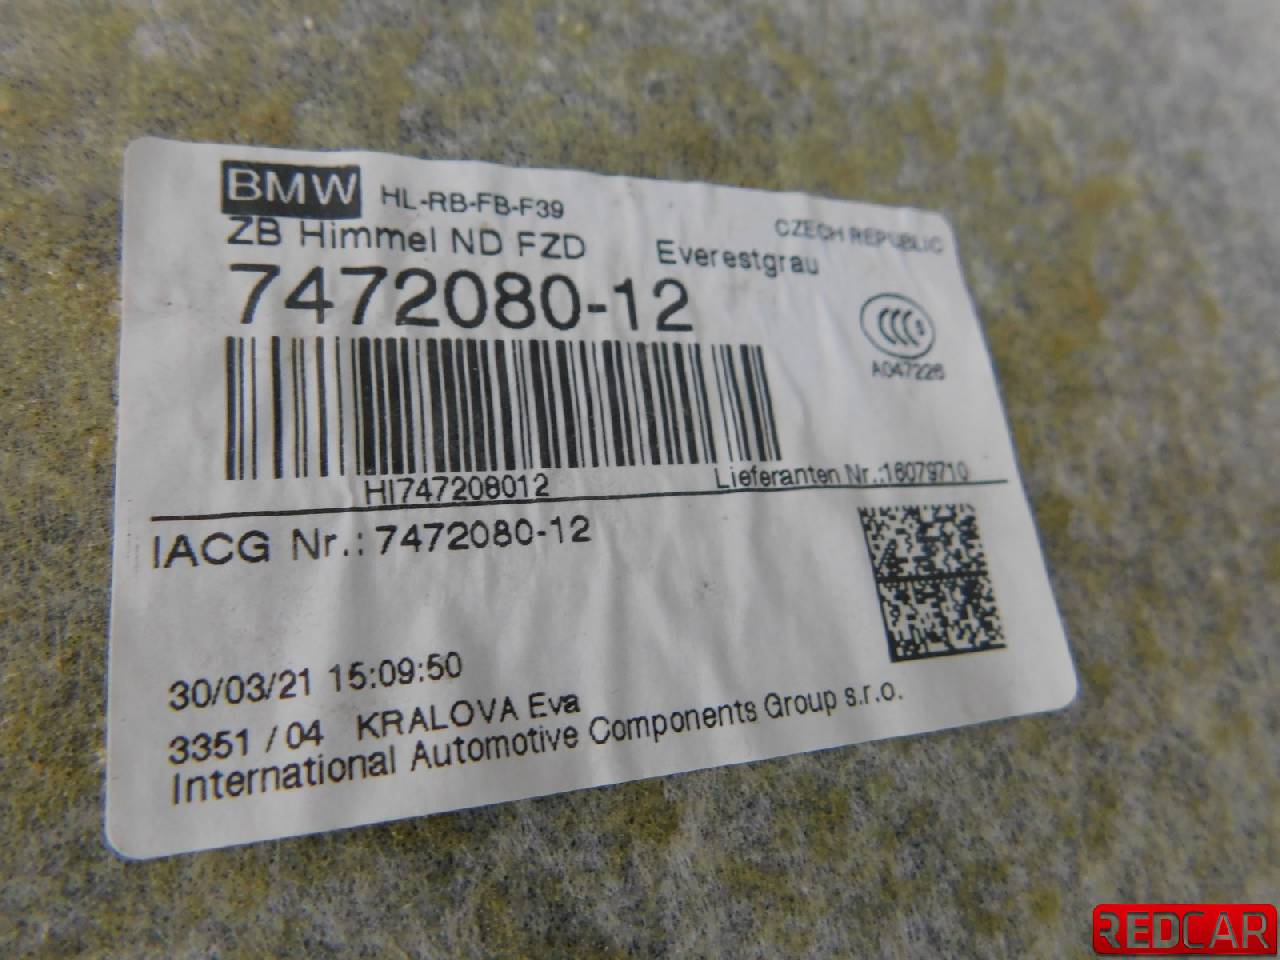 BMW HL-RB-FB-F39
CZECH REPUBLIC
ZB Himmel ND FZD Everestgrau
7472080-12
A047226
HI747208012 Lieferanten Nr.:16079710
IACG Nr.: 7472080-12
30/03/21 15:09:50
3351 / 04 KRALOVA Eva
International Automotive Components Group s.r.o.
REDCAR